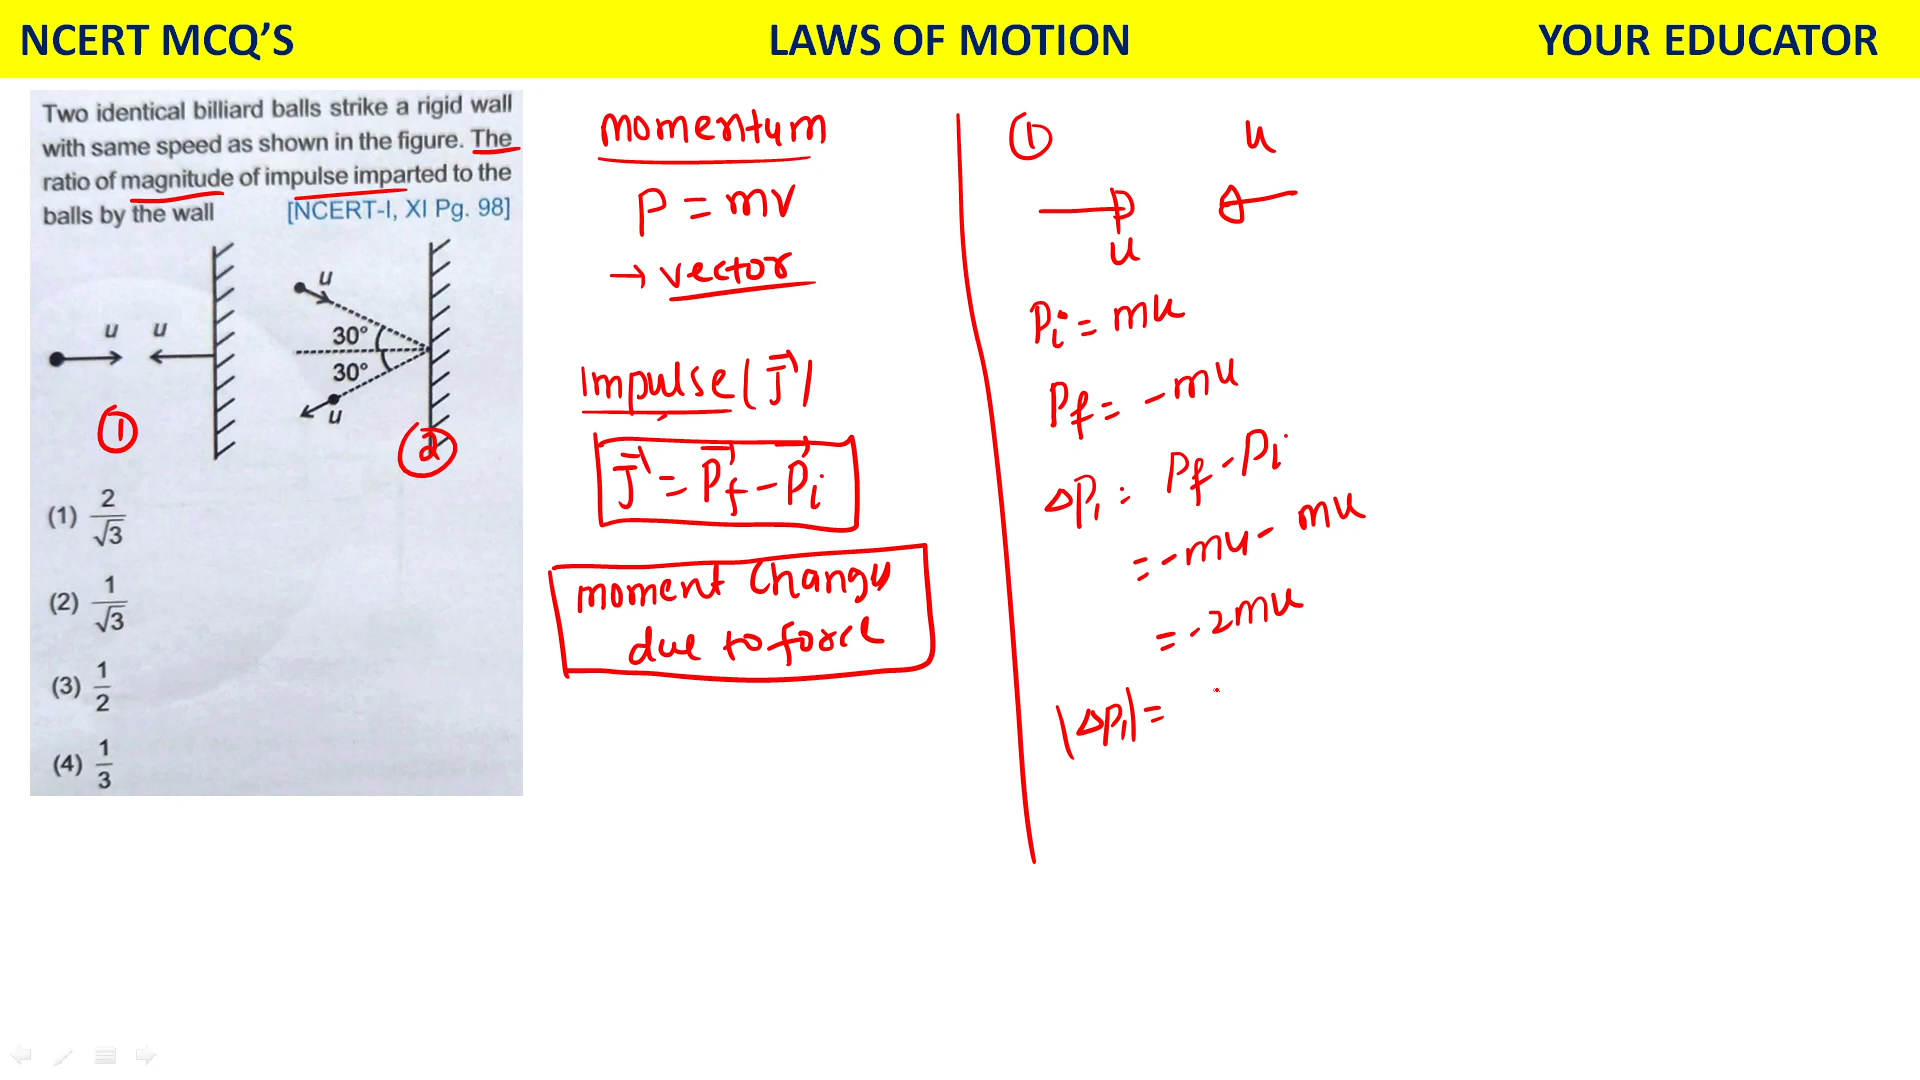 NCERT MCQ'S LAWS OF MOTION YOUR EDUCATOR
Two identical billiard balls strike a rigid wall
with same speed as shown in the figure. The
ratio of magnitude of impulse imparted to the
balls by the wall [NCERT-I, XI Pg. 98]
u u
u
30°
30°
u
① ②
(1) 2/√3
(2) 1/√3
(3) 1/2
(4) 1/3
momentum
P = mv
→ vector
Impulse (J⃗)
J⃗ = P⃗f - P⃗i
moment Change
due to force
① u
u
Pi = mu
Pf = -mu
ΔP₁ = Pf - Pi
= -mu - mu
= -2mu
|ΔP₁| =